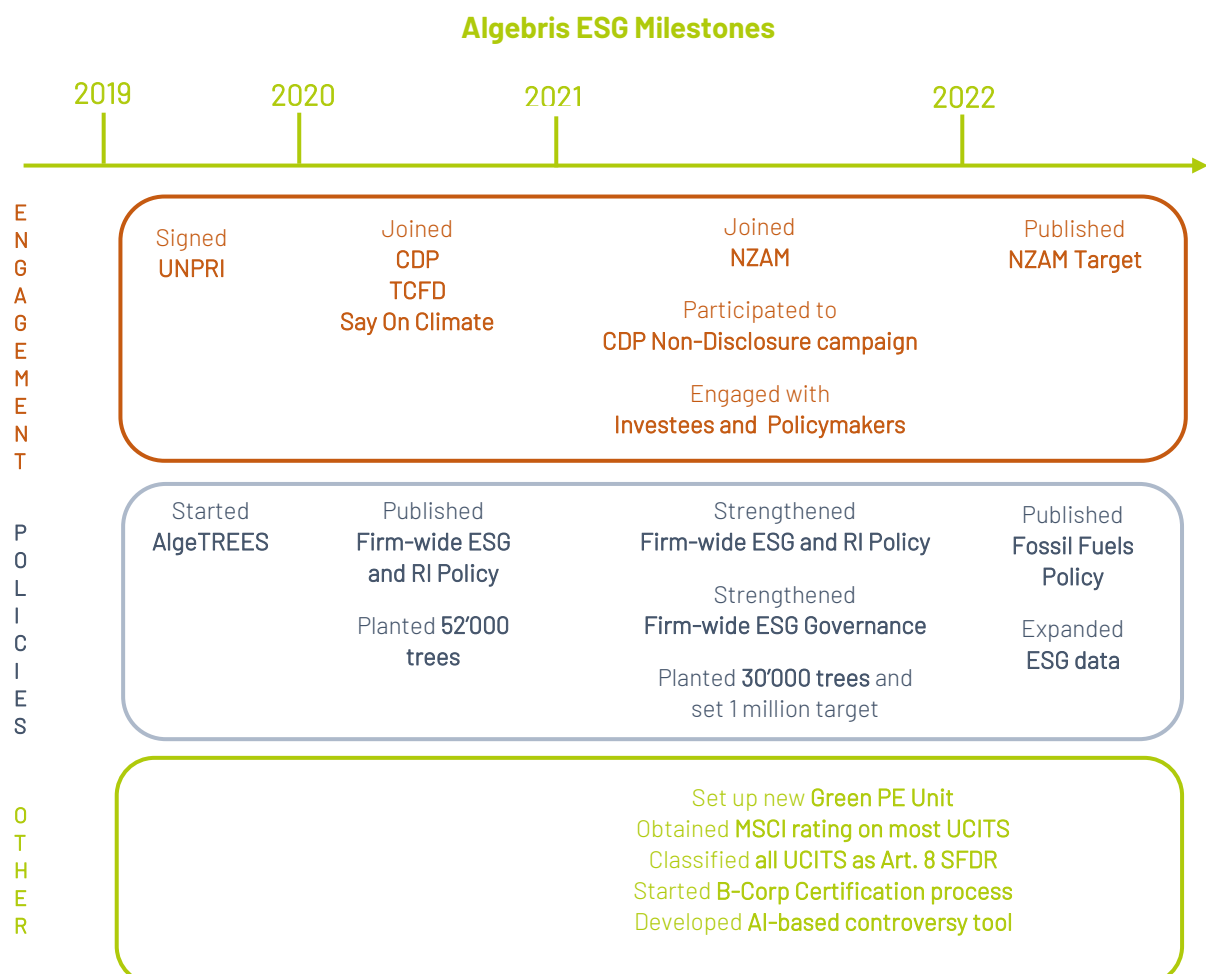 Algebris ESG Milestones
2019
2020
2021
2022
ENGAGEMENT
Signed
UNPRI
Joined
CDP
TCFD
Say On Climate
Joined
NZAM
Participated to
CDP Non-Disclosure campaign
Engaged with
Investees and Policymakers
Published
NZAM Target
POLICIES
Started
AlgeTREES
Published
Firm-wide ESG
and RI Policy
Planted 52'000
trees
Strengthened
Firm-wide ESG and RI Policy
Strengthened
Firm-wide ESG Governance
Planted 30'000 trees and
set 1 million target
Published
Fossil Fuels
Policy
Expanded
ESG data
OTHER
Set up new Green PE Unit
Obtained MSCI rating on most UCITS
Classified all UCITS as Art. 8 SFDR
Started B-Corp Certification process
Developed AI-based controversy tool